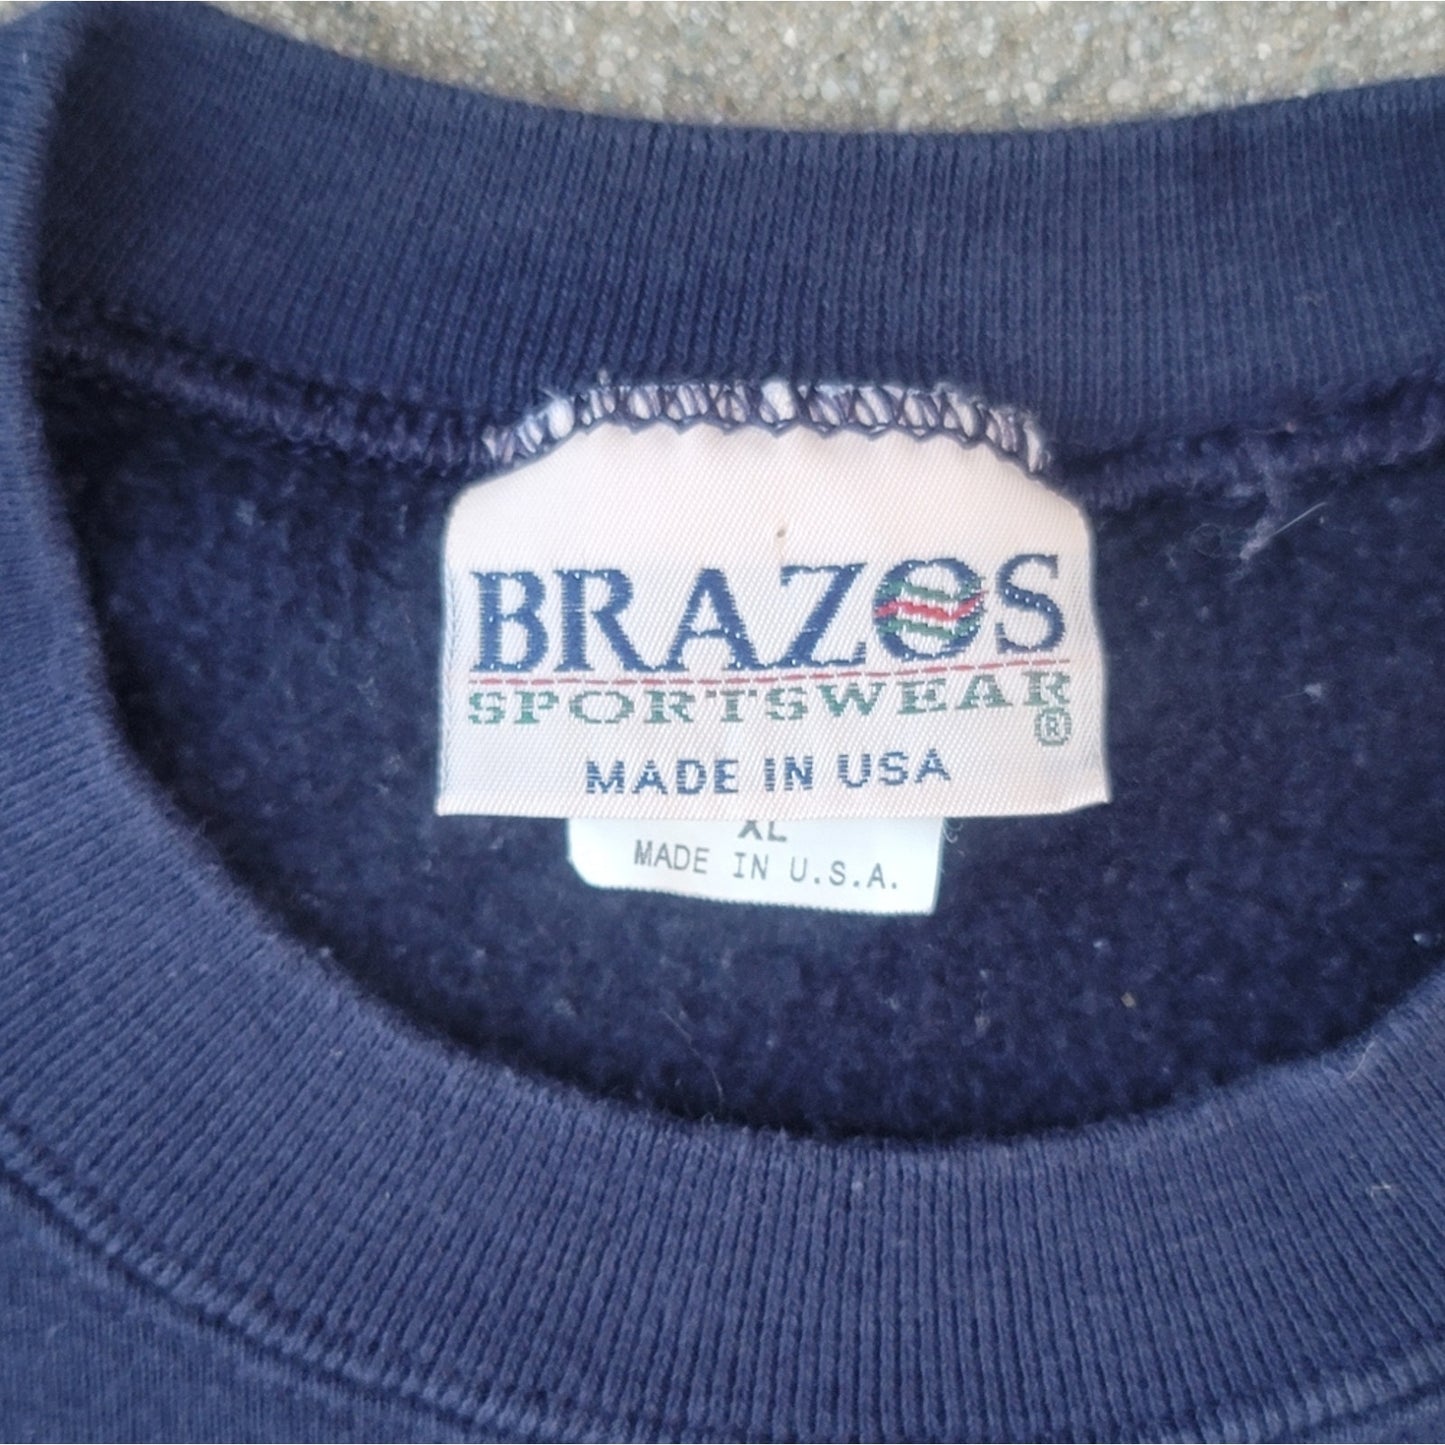 BRAZOS
SPORTSWEAR
®
MADE IN USA
XL
MADE IN U.S.A.